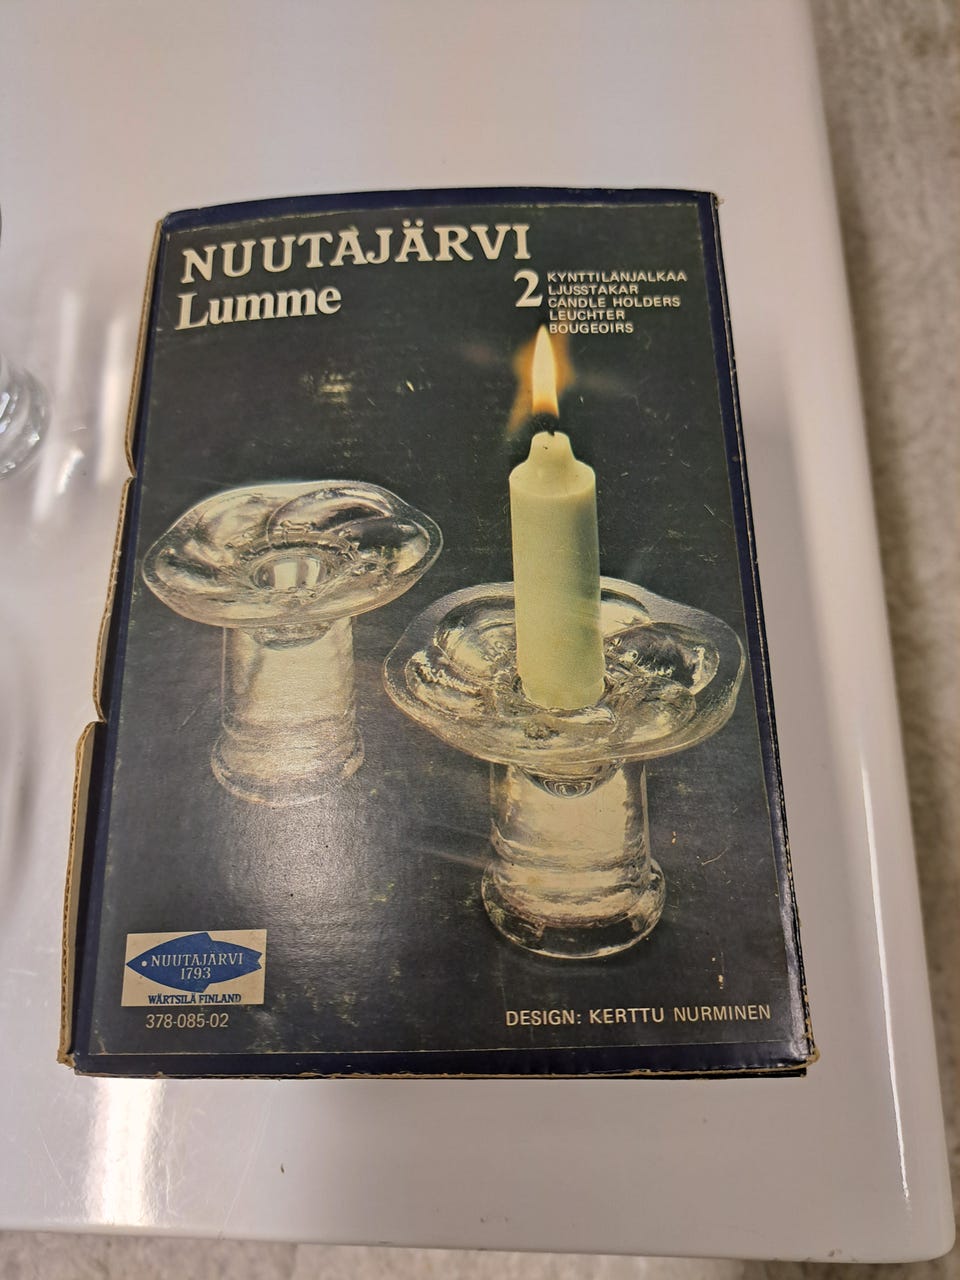 NUUTAJÄRVI
Lumme
2 KYNTTILÄNJALKAA
LJUSSTAKAR
CANDLE HOLDERS
LEUCHTER
BOUGEOIRS
NUUTAJÄRVI
1793
WÄRTSILÄ FINLAND
378-085-02
DESIGN: KERTTU NURMINEN